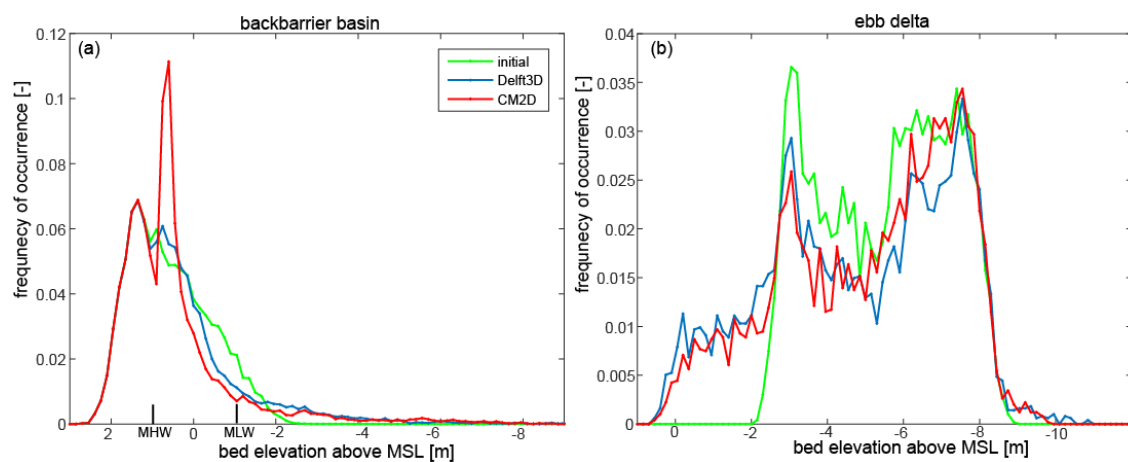 backbarrier basin
(a)
initial
Delft3D
CM2D
0.12
0.1
0.08
0.06
0.04
0.02
0
frequnecy of occurrence [-]
2
MHW
0
MLW
-2
-4
-6
-8
bed elevation above MSL [m]
ebb delta
(b)
0.04
0.035
0.03
0.025
0.02
0.015
0.01
0.005
0
frequnecy of occurrence [-]
0
-2
-4
-6
-8
-10
bed elevation above MSL [m]